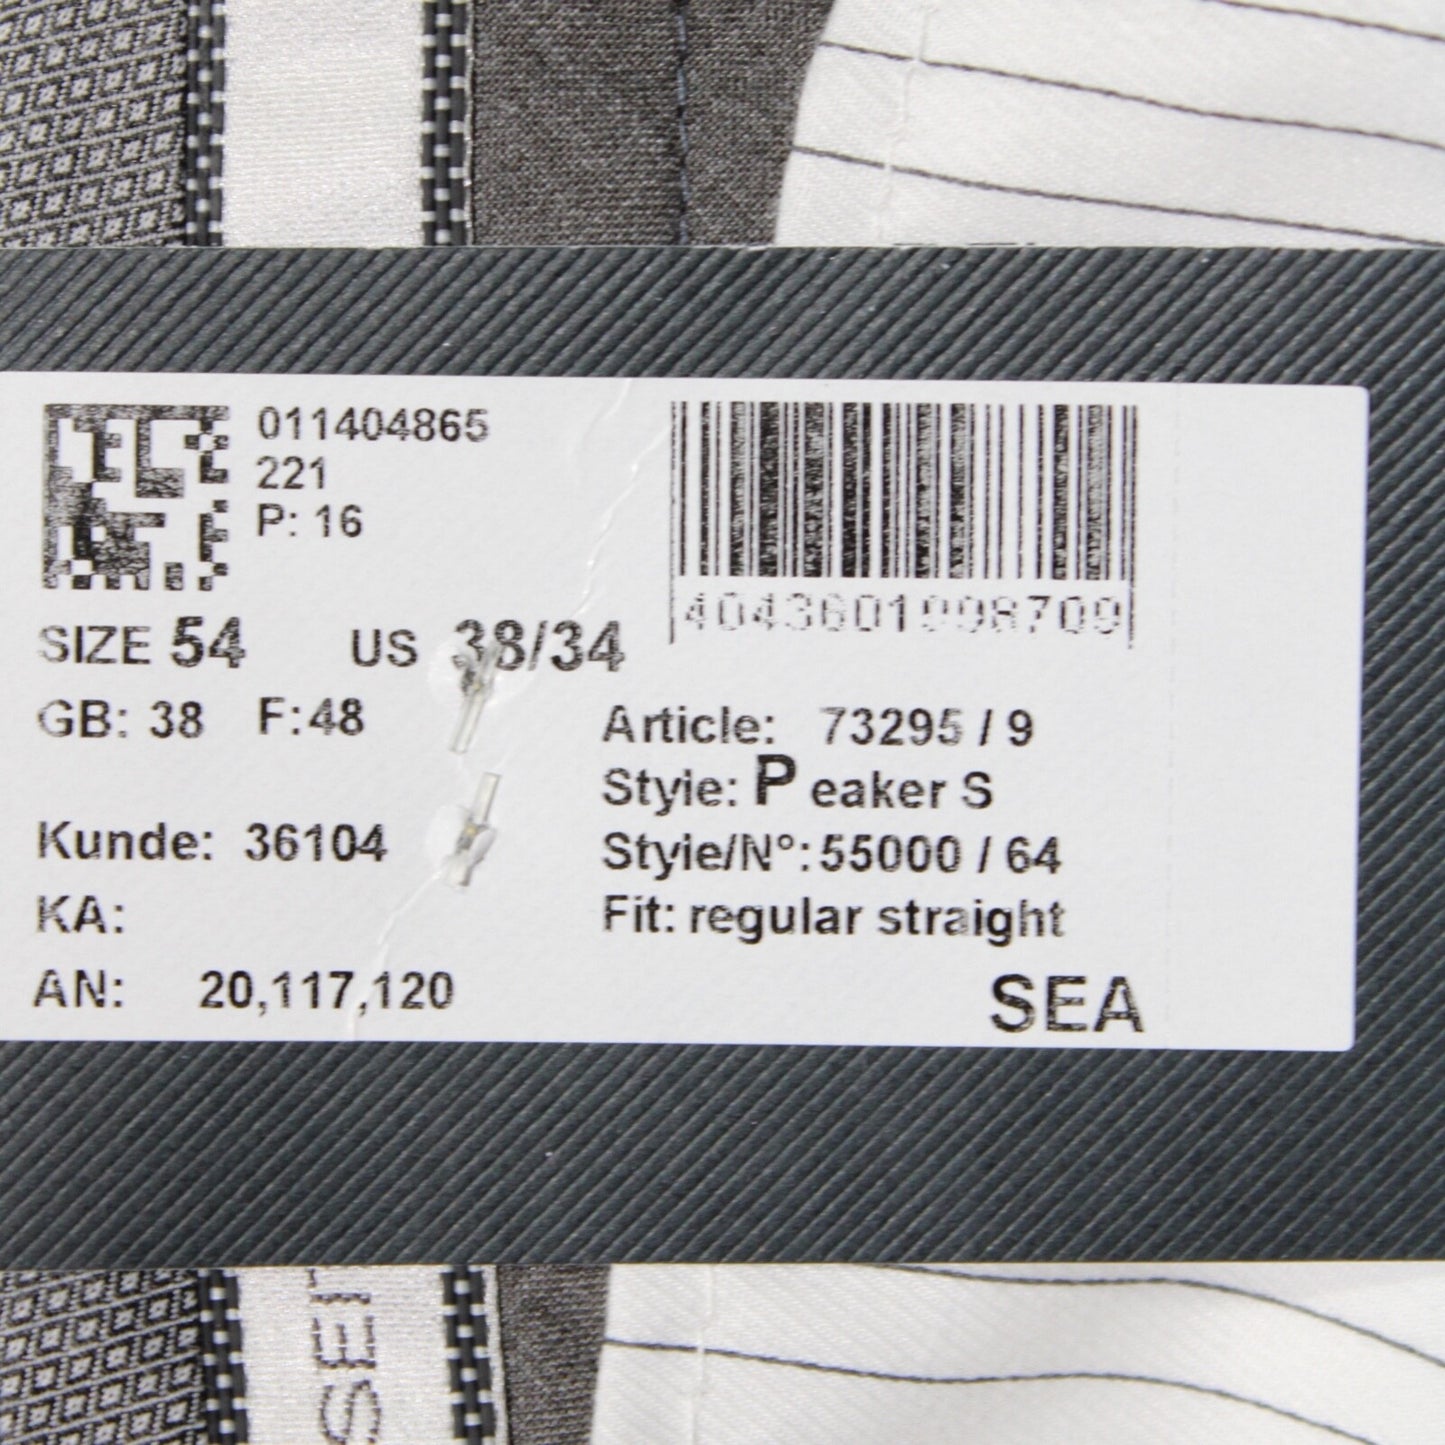 011404865
221
P: 16
4043601998709
SIZE 54 US 38/34
GB: 38 F:48
Article: 73295 / 9
Style: P eaker S
Kunde: 36104
Style/N°: 55000 / 64
KA:
Fit: regular straight
AN: 20,117,120
SEA